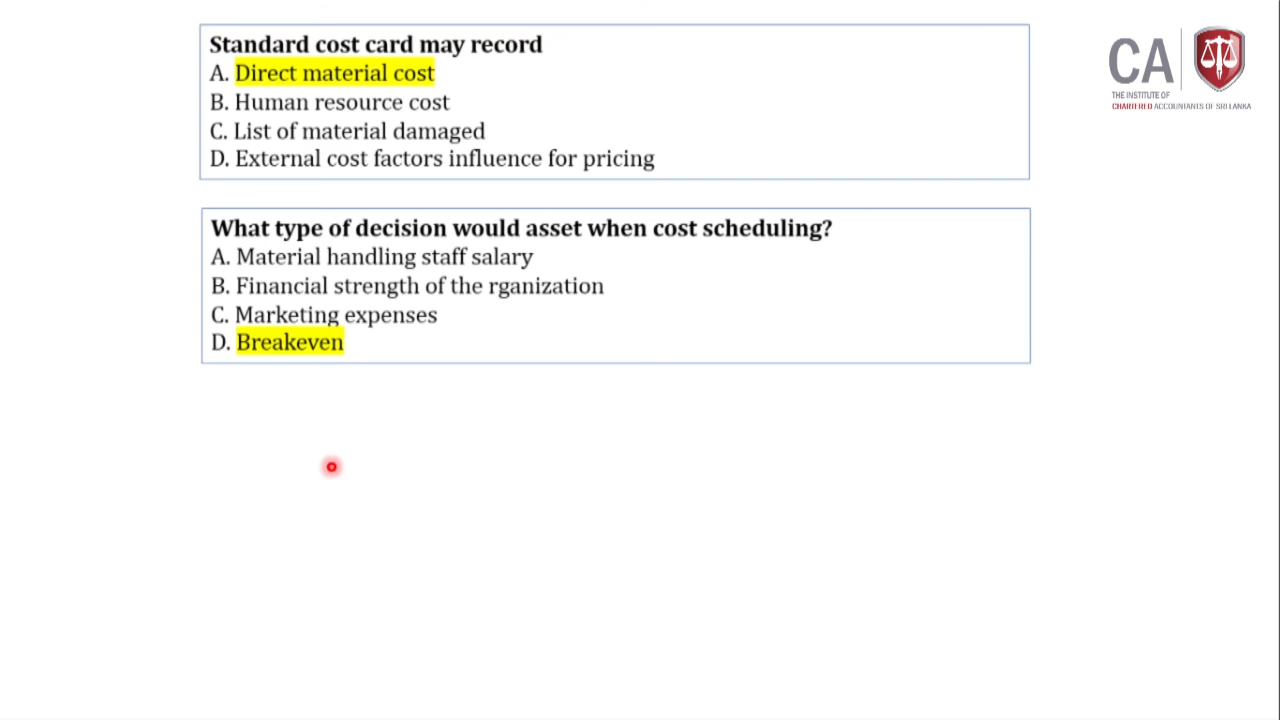 Standard cost card may record
A. Direct material cost
B. Human resource cost
C. List of material damaged
D. External cost factors influence for pricing
CA
THE INSTITUTE OF
CHARTERED ACCOUNTANTS OF SRI LANKA
What type of decision would asset when cost scheduling?
A. Material handling staff salary
B. Financial strength of the rganization
C. Marketing expenses
D. Breakeven